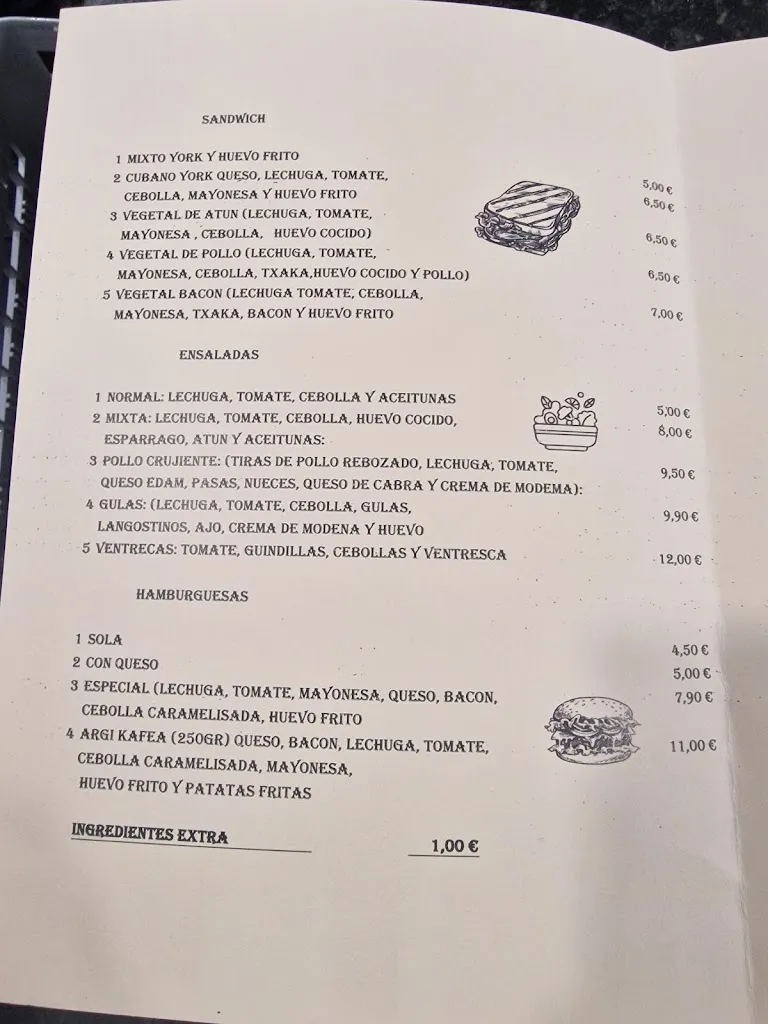 SANDWICH
1 MIXTO YORK Y HUEVO FRITO 5,00 €
2 CUBANO YORK QUESO, LECHUGA, TOMATE, 6,50 €
CEBOLLA, MAYONESA Y HUEVO FRITO
3 VEGETAL DE ATUN (LECHUGA, TOMATE, 6,50 €
MAYONESA , CEBOLLA, HUEVO COCIDO)
4 VEGETAL DE POLLO (LECHUGA, TOMATE, 6,50 €
MAYONESA, CEBOLLA, TXAKA,HUEVO COCIDO Y POLLO)
5 VEGETAL BACON (LECHUGA TOMATE, CEBOLLA, 7,00 €
MAYONESA, TXAKA, BACON Y HUEVO FRITO
ENSALADAS
1 NORMAL: LECHUGA, TOMATE, CEBOLLA Y ACEITUNAS 5,00 €
2 MIXTA: LECHUGA, TOMATE, CEBOLLA, HUEVO COCIDO, 8,00 €
ESPARRAGO, ATUN Y ACEITUNAS:
3 POLLO CRUJIENTE: (TIRAS DE POLLO REBOZADO, LECHUGA, TOMATE, 9,50 €
QUESO EDAM, PASAS, NUECES, QUESO DE CABRA Y CREMA DE MODEMA):
4 GULAS: (LECHUGA, TOMATE, CEBOLLA, GULAS, 9,90 €
LANGOSTINOS, AJO, CREMA DE MODENA Y HUEVO
5 VENTRECAS: TOMATE, GUINDILLAS, CEBOLLAS Y VENTRESCA 12,00 €
HAMBURGUESAS
1 SOLA 4,50 €
2 CON QUESO 5,00 €
3 ESPECIAL (LECHUGA, TOMATE, MAYONESA, QUESO, BACON, 7,90 €
CEBOLLA CARAMELISADA, HUEVO FRITO
4 ARGI KAFEA (250GR) QUESO, BACON, LECHUGA, TOMATE, 11,00 €
CEBOLLA CARAMELISADA, MAYONESA,
HUEVO FRITO Y PATATAS FRITAS
INGREDIENTES EXTRA 1,00 €